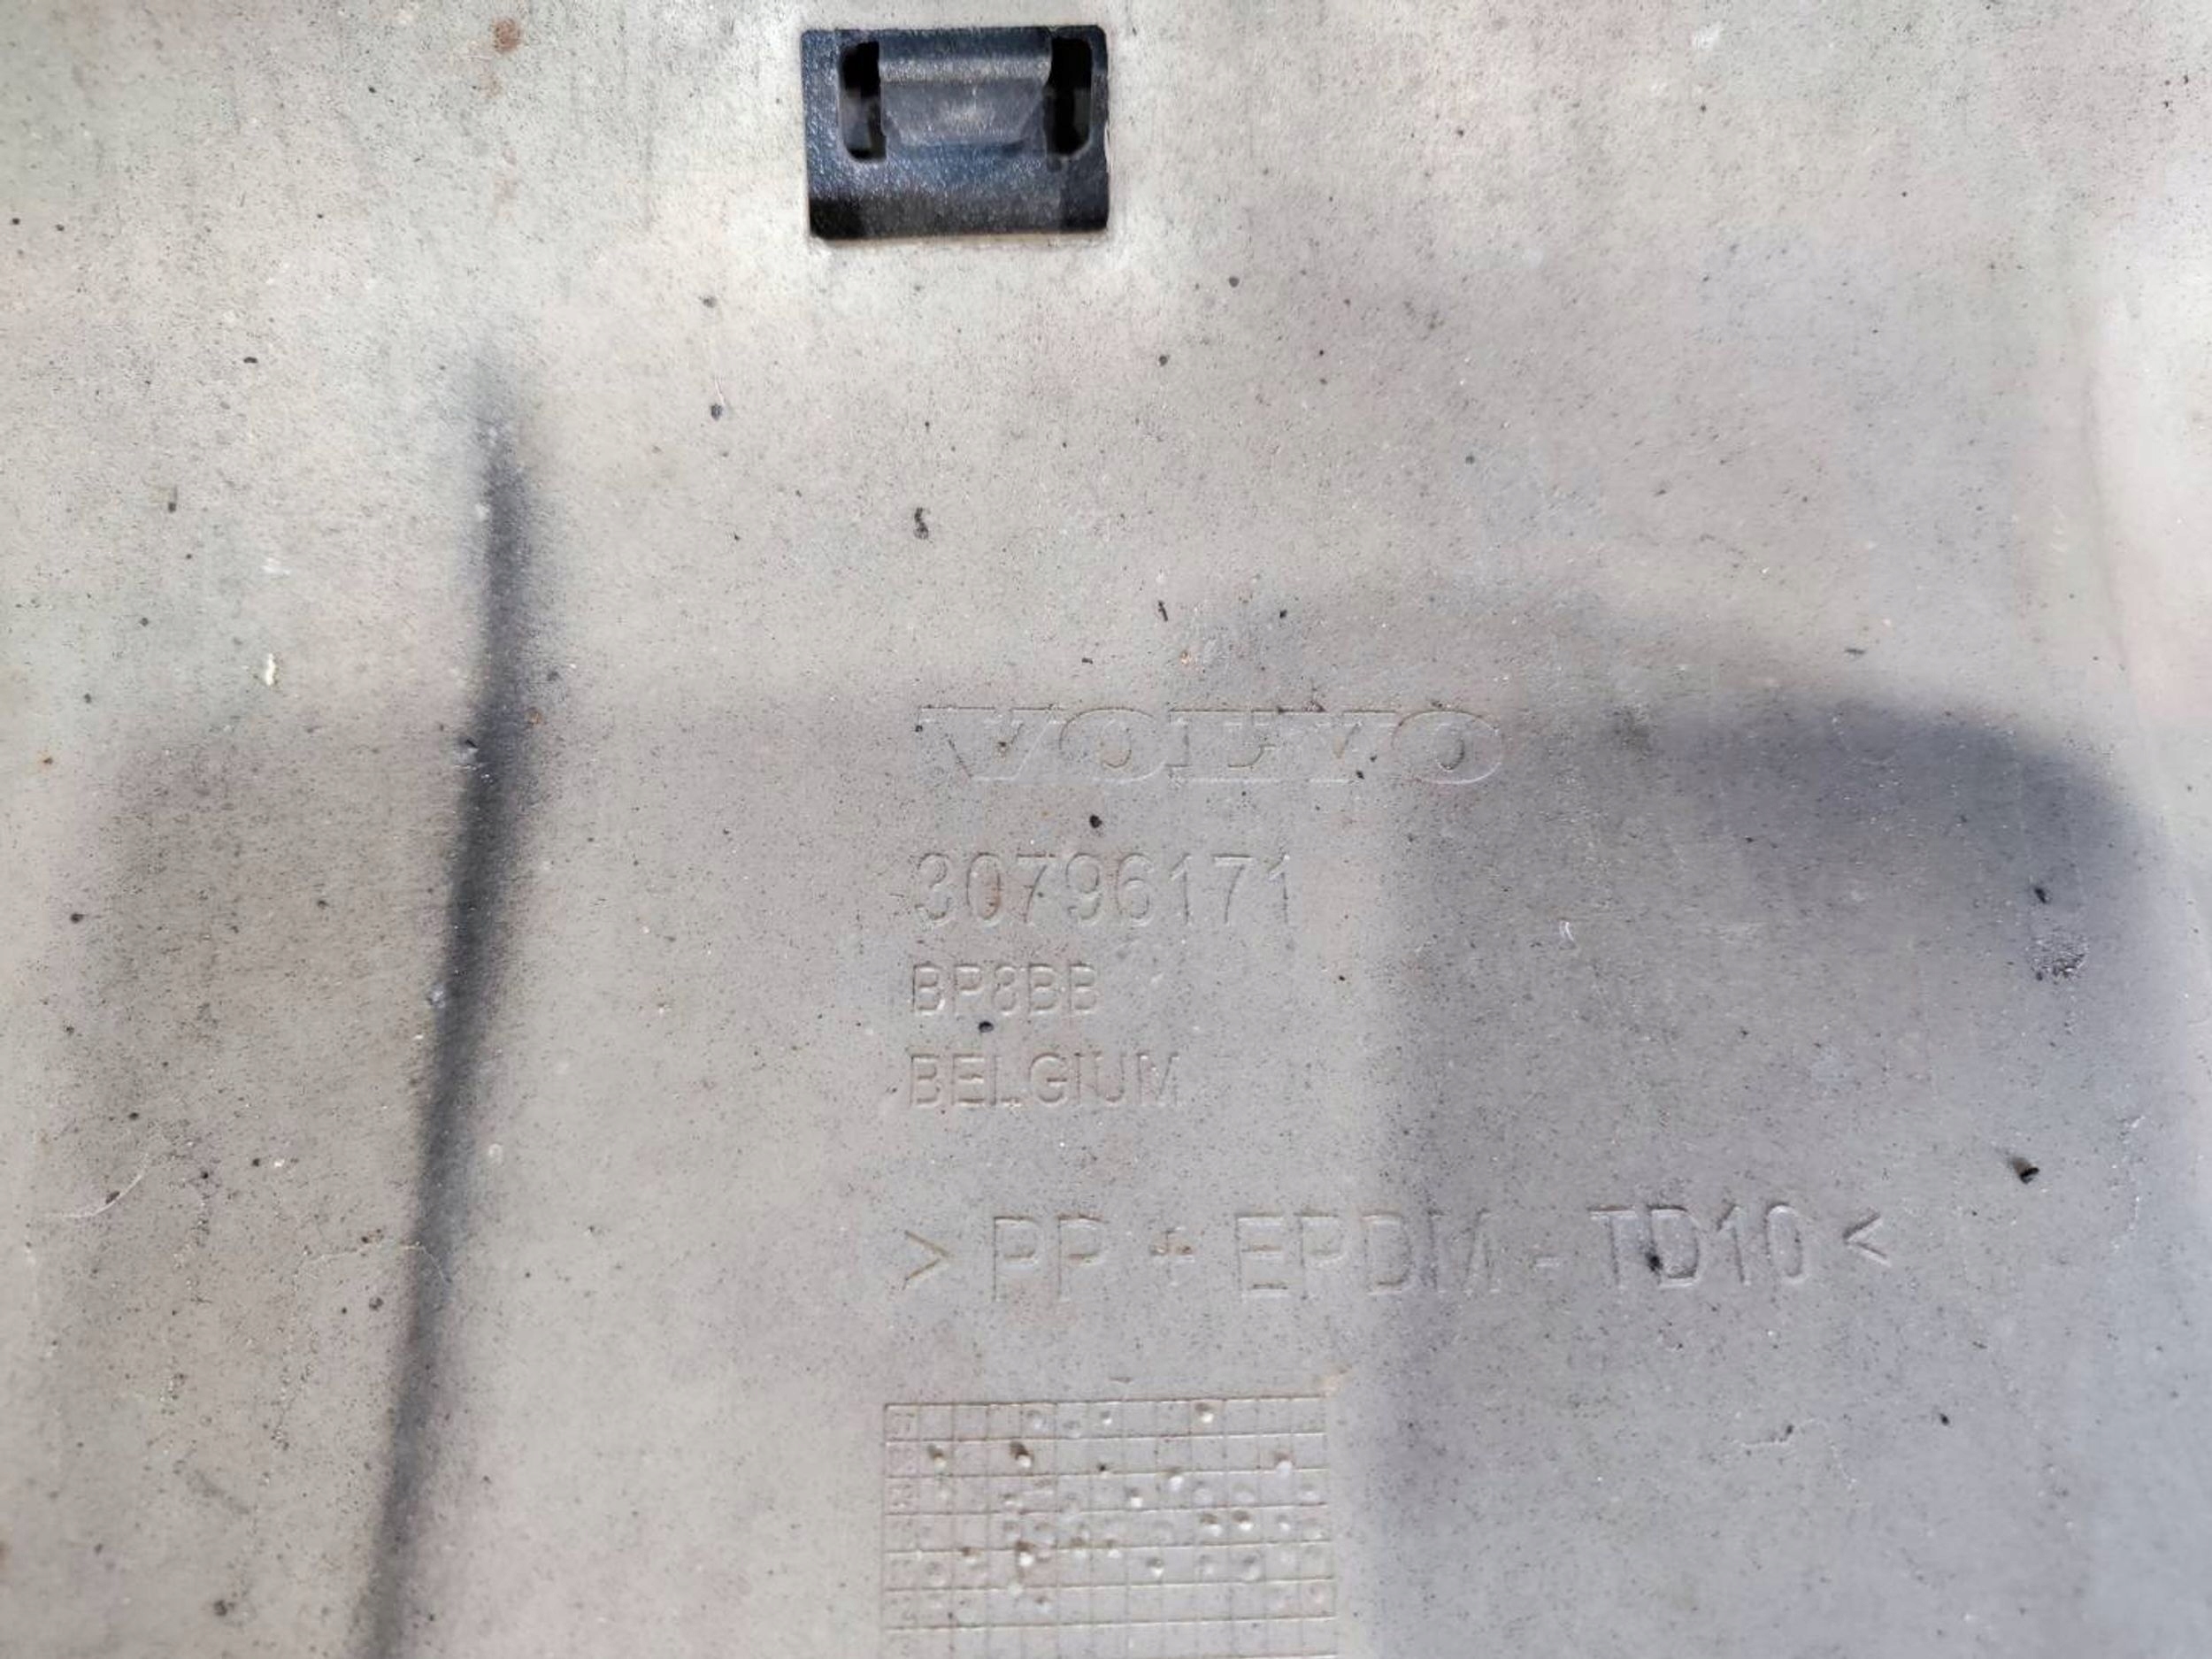 VOLVO
30796171
BP8BB
BELGIUM
> PP + EPDM - TD10 <